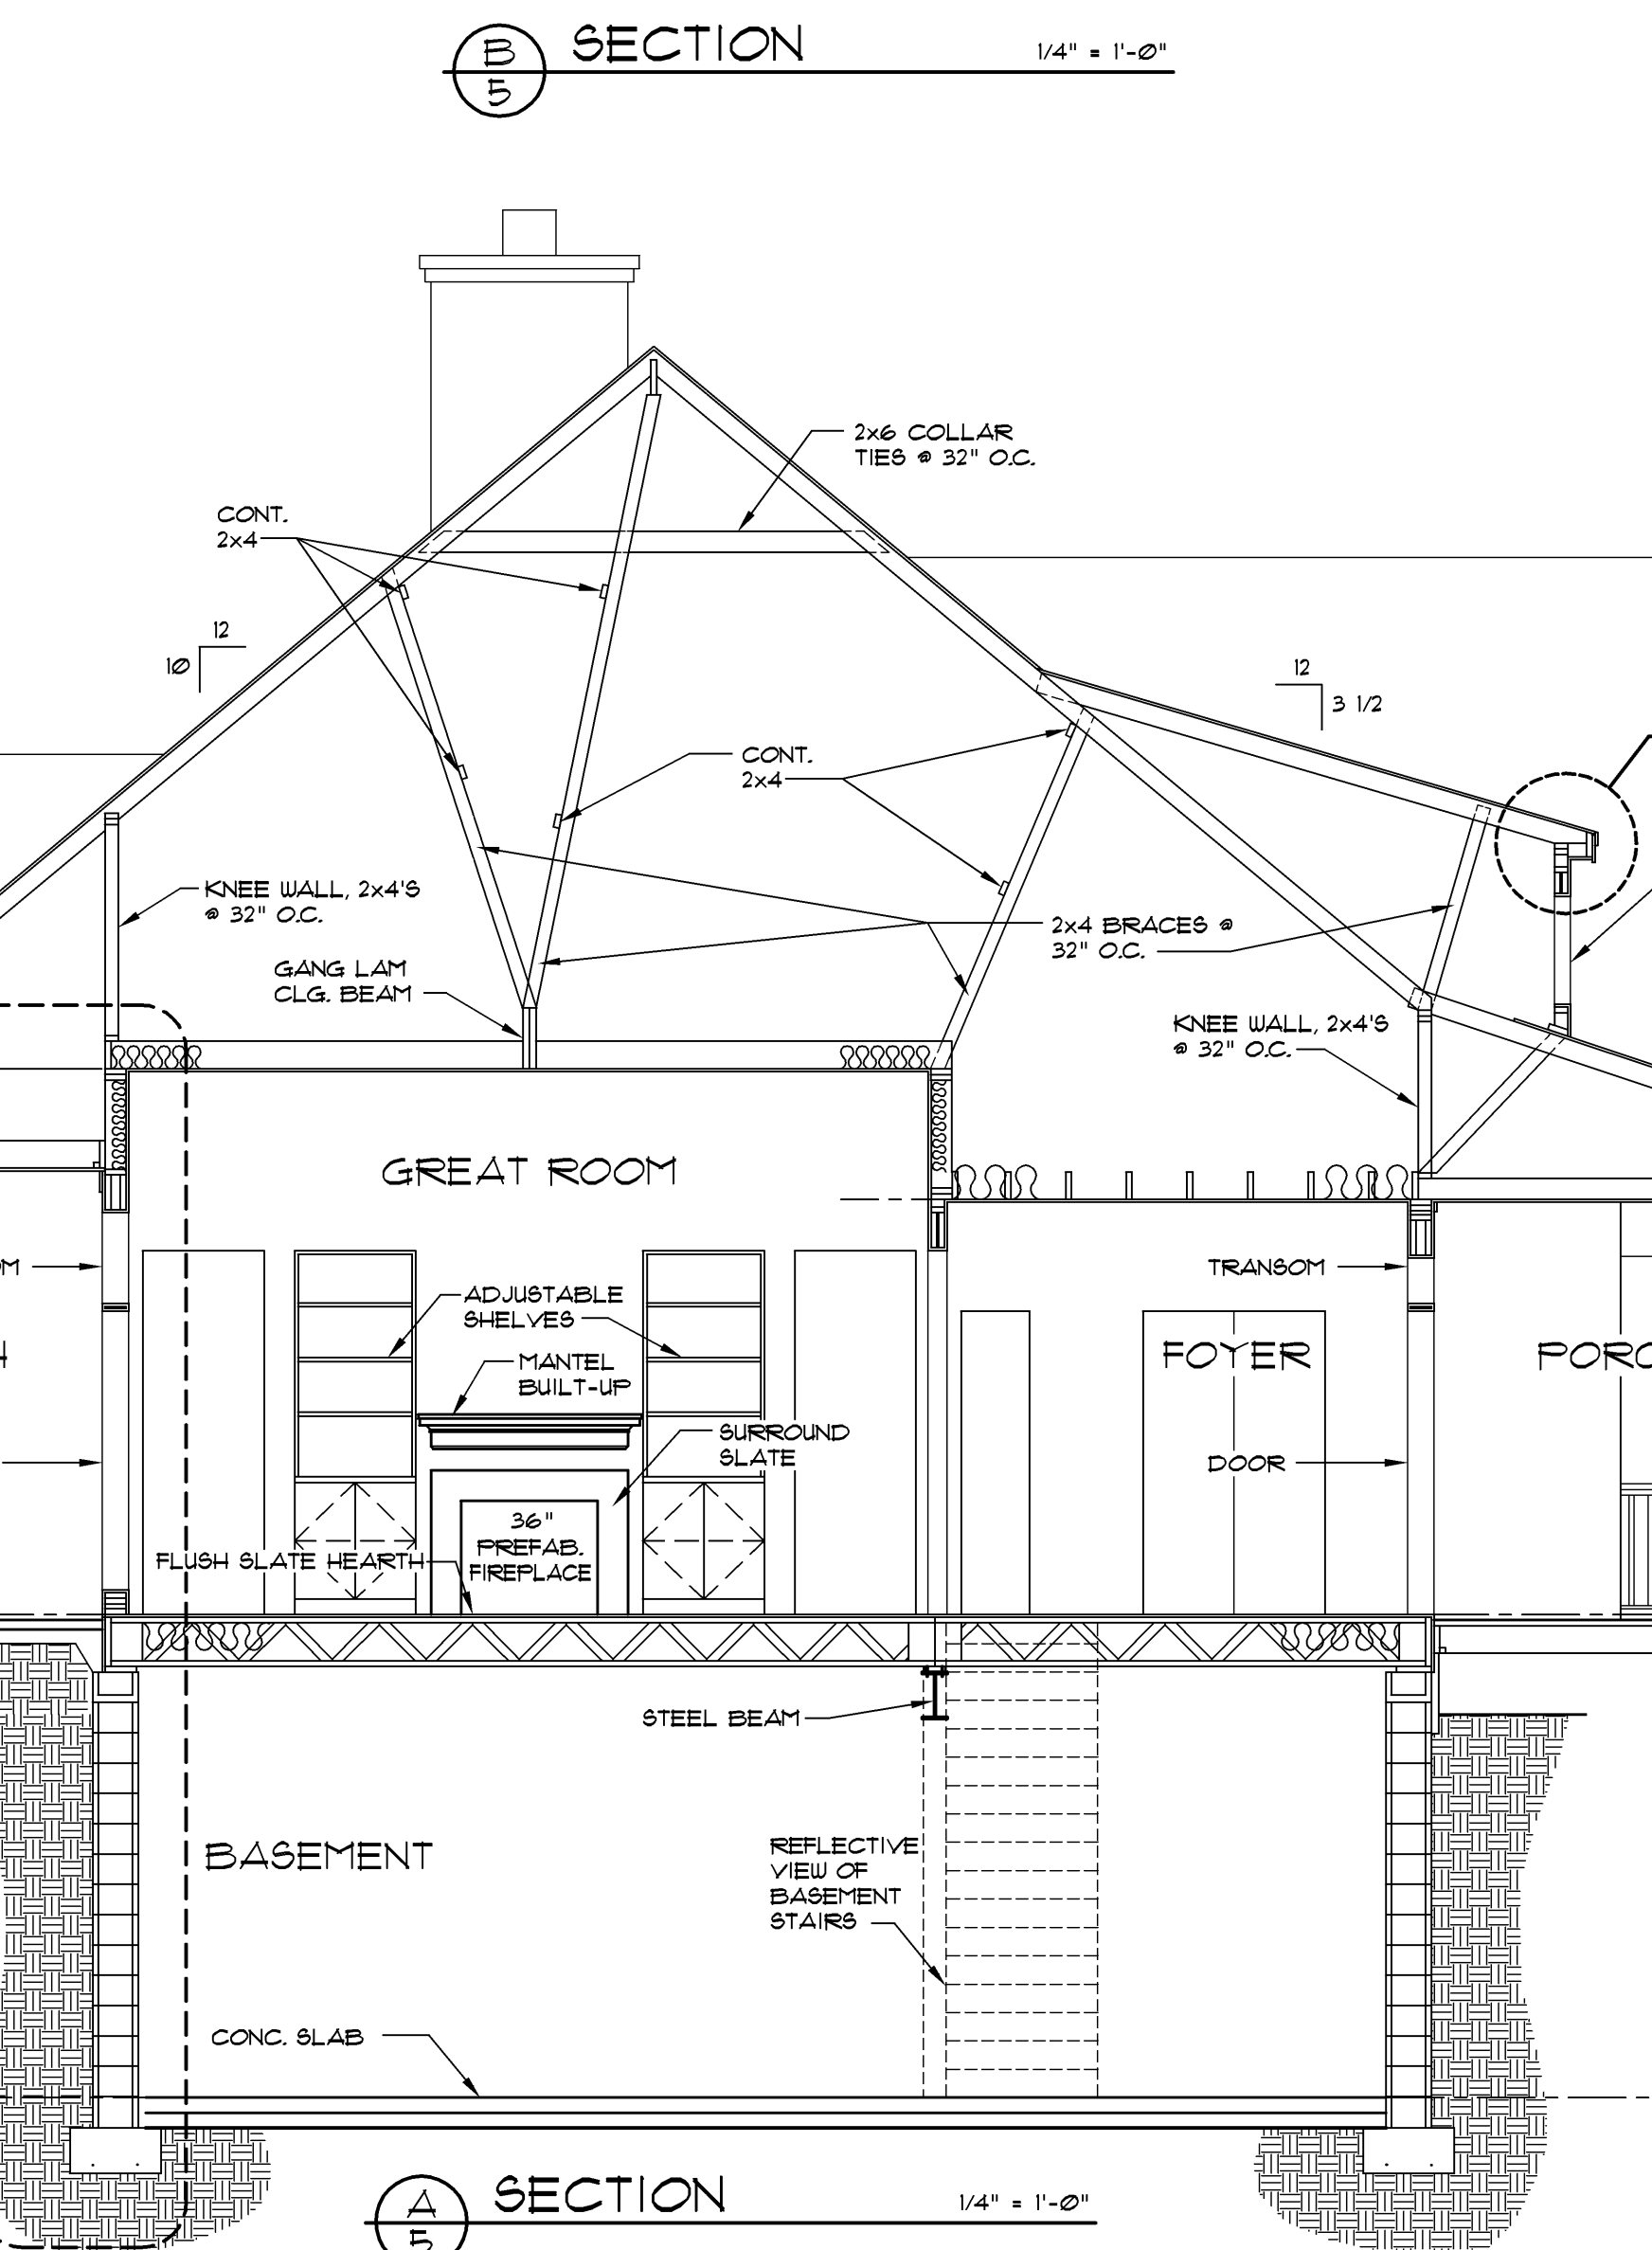 B
5
SECTION
1/4" = 1'-0"
2x6 COLLAR
TIES @ 32" O.C.
CONT.
2x4
12
10
12
3 1/2
CONT.
2x4
KNEE WALL, 2x4'S
@ 32" O.C.
2x4 BRACES @
32" O.C.
GANG LAM
CLG. BEAM
KNEE WALL, 2x4'S
@ 32" O.C.
GREAT ROOM
TRANSOM
ADJUSTABLE
SHELVES
FOYER
MANTEL
BUILT-UP
SURROUND
SLATE
DOOR
36"
PREFAB.
FIREPLACE
FLUSH SLATE HEARTH
STEEL BEAM
BASEMENT
REFLECTIVE
VIEW OF
BASEMENT
STAIRS
CONC. SLAB
A
5
SECTION
1/4" = 1'-0"